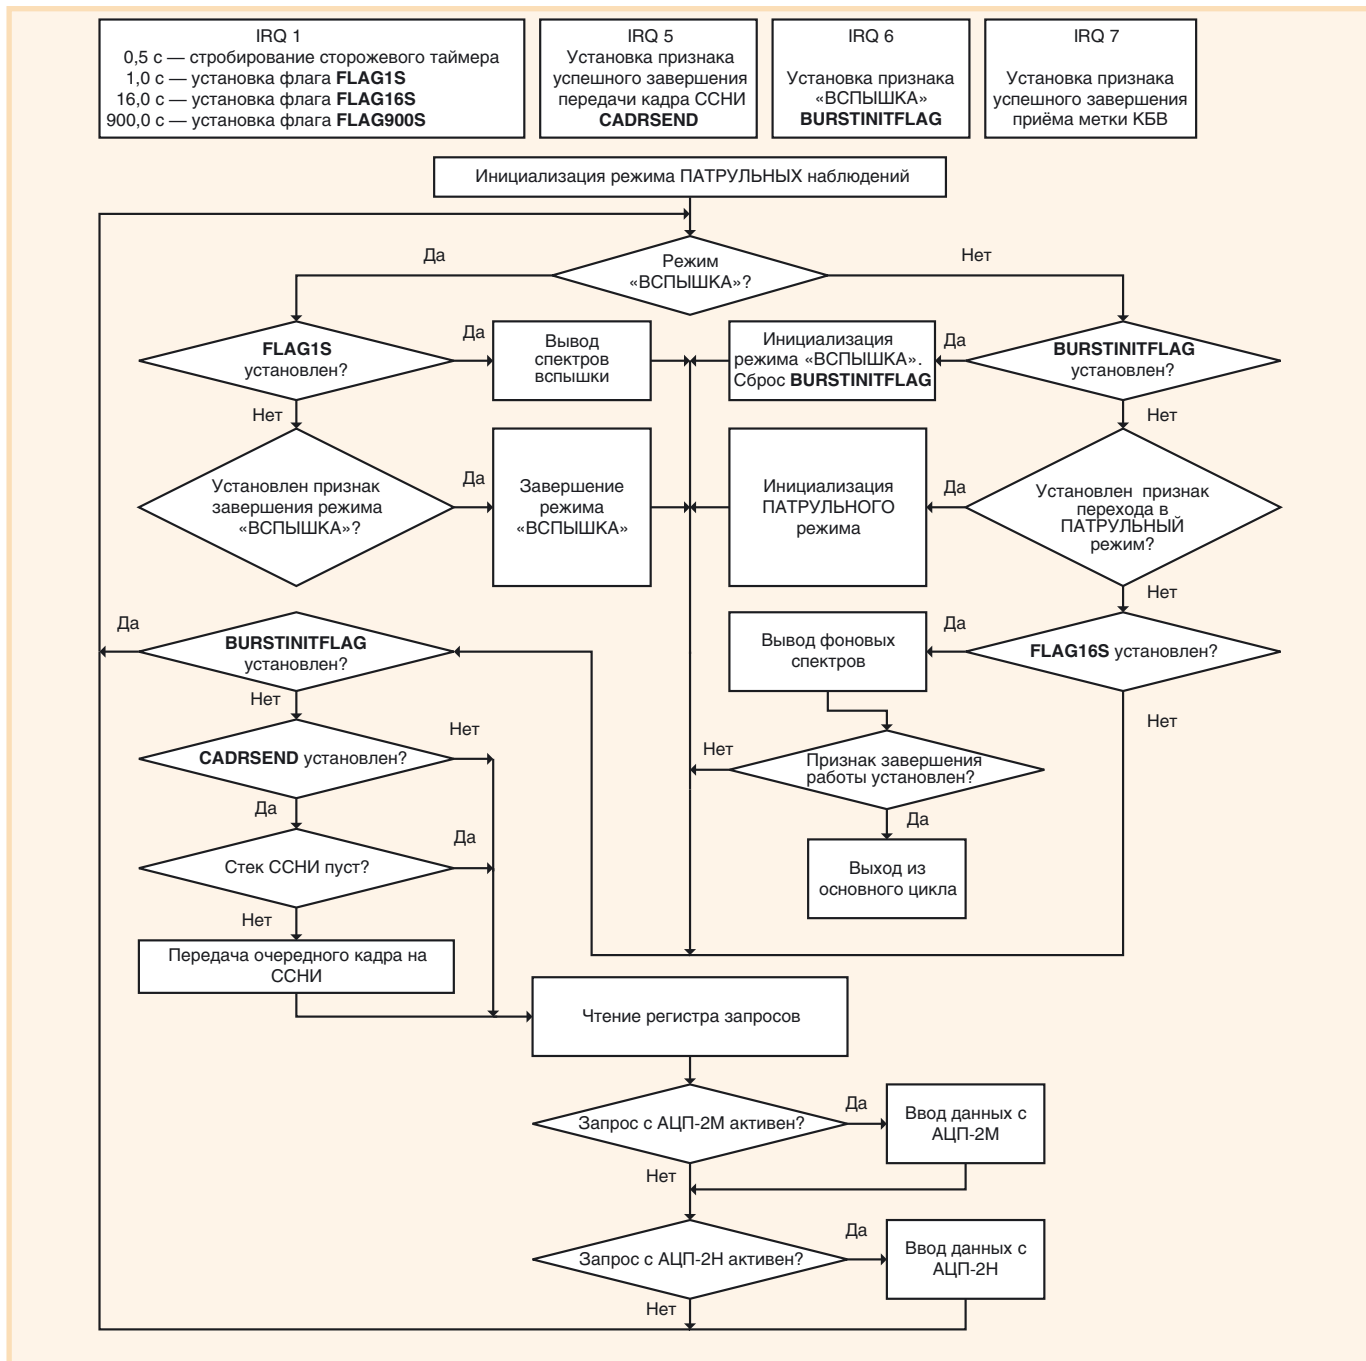 IRQ 1
0,5 с — стробирование сторожевого таймера
1,0 с — установка флага FLAG1S
16,0 с — установка флага FLAG16S
900,0 с — установка флага FLAG900S
IRQ 5
Установка признака
успешного завершения
передачи кадра ССНИ
CADRSEND
IRQ 6
Установка признака
«ВСПЫШКА»
BURSTINITFLAG
IRQ 7
Установка признака
успешного завершения
приёма метки КБВ
Инициализация режима ПАТРУЛЬНЫХ наблюдений
Режим
«ВСПЫШКА»?
Да
Нет
FLAG1S
установлен?
Да
Нет
Вывод
спектров
вспышки
Инициализация
режима «ВСПЫШКА».
Сброс BURSTINITFLAG
Да
BURSTINITFLAG
установлен?
Нет
Установлен признак
завершения режима
«ВСПЫШКА»?
Да
Завершение
режима
«ВСПЫШКА»
Инициализация
ПАТРУЛЬНОГО
режима
Да
Установлен признак
перехода в
ПАТРУЛЬНЫЙ
режим?
Нет
Да
BURSTINITFLAG
установлен?
Нет
Вывод фоновых
спектров
Да
FLAG16S установлен?
Нет
CADRSEND установлен?
Нет
Да
Нет
Признак завершения
работы установлен?
Да
Стек ССНИ пуст?
Да
Нет
Выход из
основного цикла
Передача очередного кадра на
ССНИ
Чтение регистра запросов
Запрос с АЦП-2М активен?
Да
Нет
Ввод данных с
АЦП-2М
Запрос с АЦП-2Н активен?
Да
Нет
Ввод данных с
АЦП-2Н